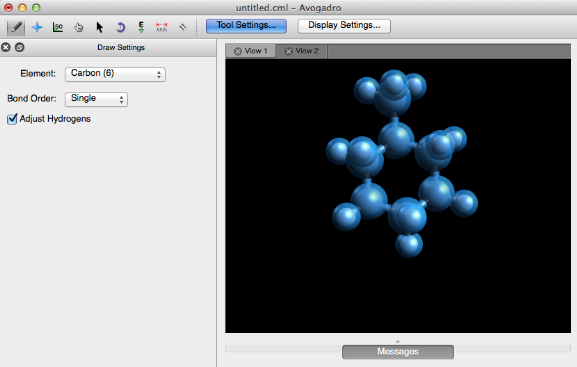 untitled.cml - Avogadro
Tool Settings... Display Settings...
Draw Settings
View 1 View 2
Element: Carbon (6)
Bond Order: Single
Adjust Hydrogens
Messages